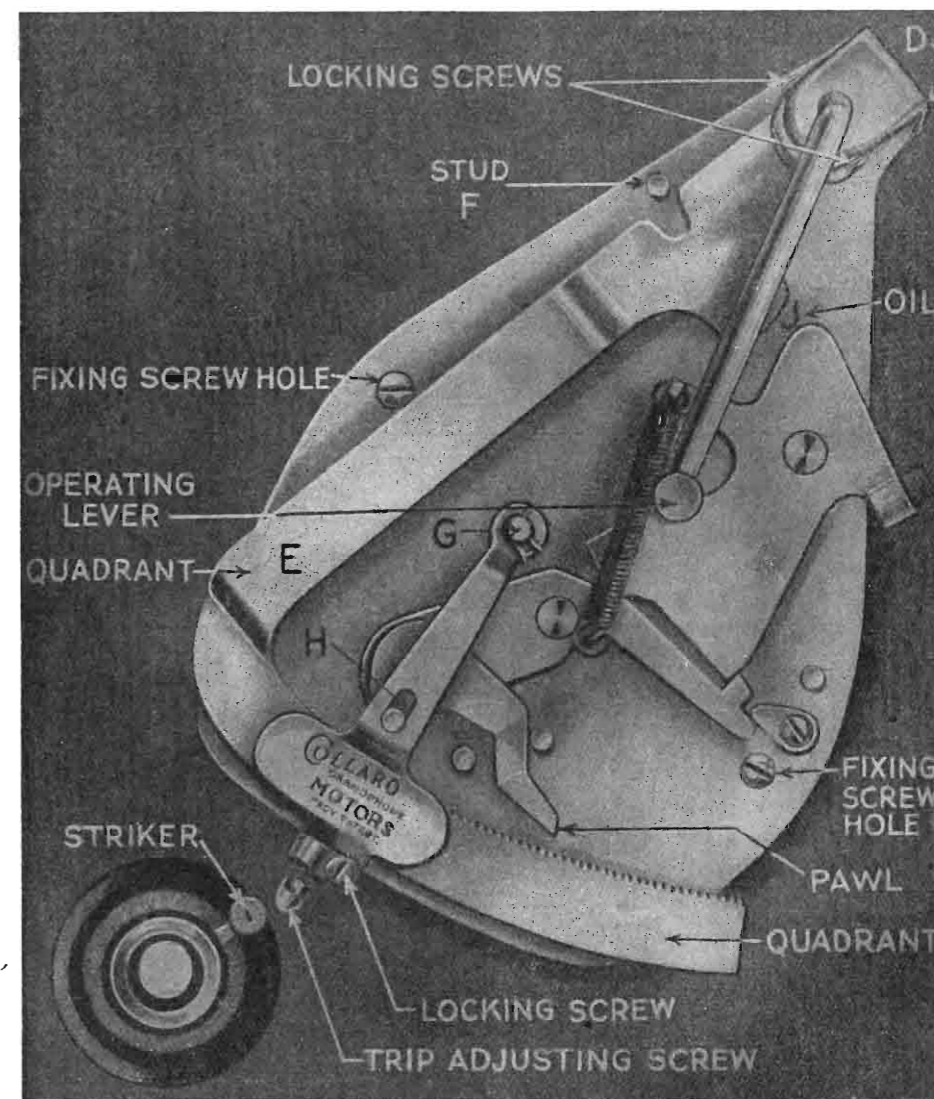 D
LOCKING SCREWS
STUD
F
OIL
FIXING SCREW HOLE
OPERATING
LEVER
G
QUADRANT
E
H
COLLARO
GRAMOPHONE
MOTORS
FIXING
SCREW
HOLE
STRIKER
PAWL
QUADRANT
LOCKING SCREW
TRIP ADJUSTING SCREW